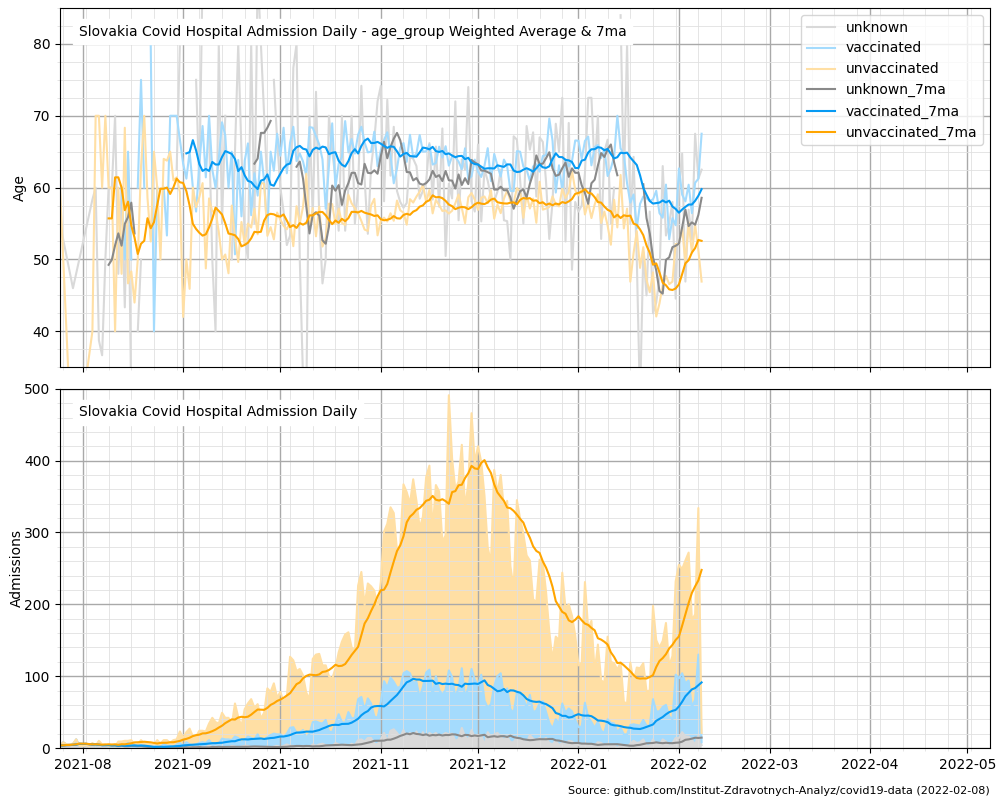 Slovakia Covid Hospital Admission Daily - age_group Weighted Average & 7ma
unknown
vaccinated
unvaccinated
unknown_7ma
vaccinated_7ma
unvaccinated_7ma
80
70
60
50
40
Age
Slovakia Covid Hospital Admission Daily
500
400
300
200
100
0
Admissions
2021-08 2021-09 2021-10 2021-11 2021-12 2022-01 2022-02 2022-03 2022-04 2022-05
Source: github.com/Institut-Zdravotnych-Analyz/covid19-data (2022-02-08)